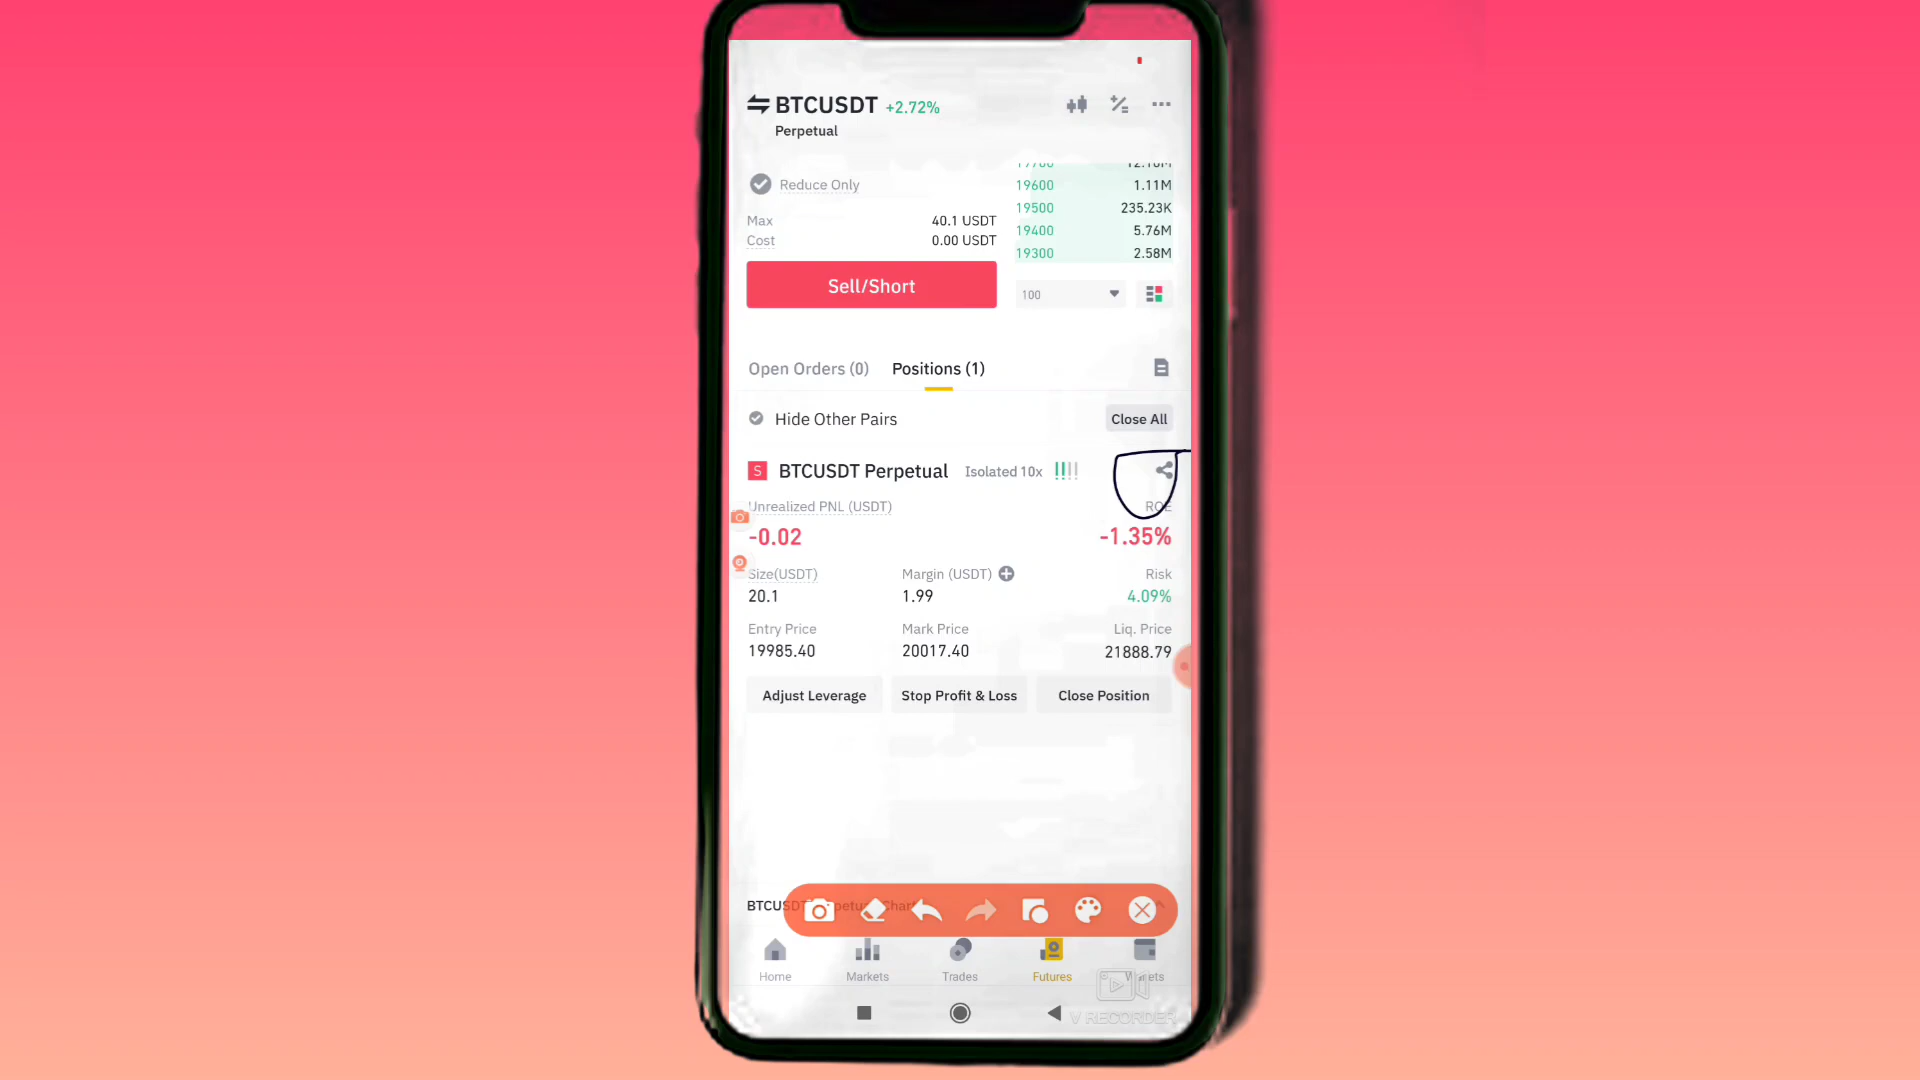 BTCUSDT +2.72%
Perpetual
Reduce Only
19600 1.11M
19500 235.23K
Max 40.1 USDT
19400 5.76M
Cost 0.00 USDT
19300 2.58M
Sell/Short
100
Open Orders (0) Positions (1)
Hide Other Pairs Close All
S BTCUSDT Perpetual Isolated 10x
Unrealized PNL (USDT) ROE
-0.02 -1.35%
Size(USDT) Margin (USDT) Risk
20.1 1.99 4.09%
Entry Price Mark Price Liq. Price
19985.40 20017.40 21888.79
Adjust Leverage Stop Profit & Loss Close Position
Home Markets Trades Futures
V RECORDER